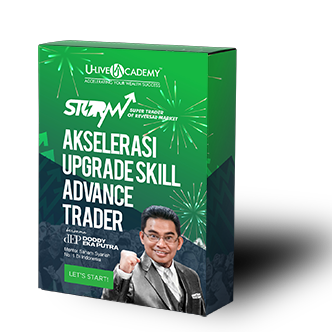 U-LIVE ACADEMY
ACCELERATING YOUR WEALTH SUCCESS
STORM
SUPER TRADER
OF REVERSAL MARKET
AKSELERASI
UPGRADE SKILL
ADVANCE
TRADER
bersama
dEP DODDY
EKA PUTRA
Mentor Saham Syariah
No. 1 Di Indonesia
LET'S START!